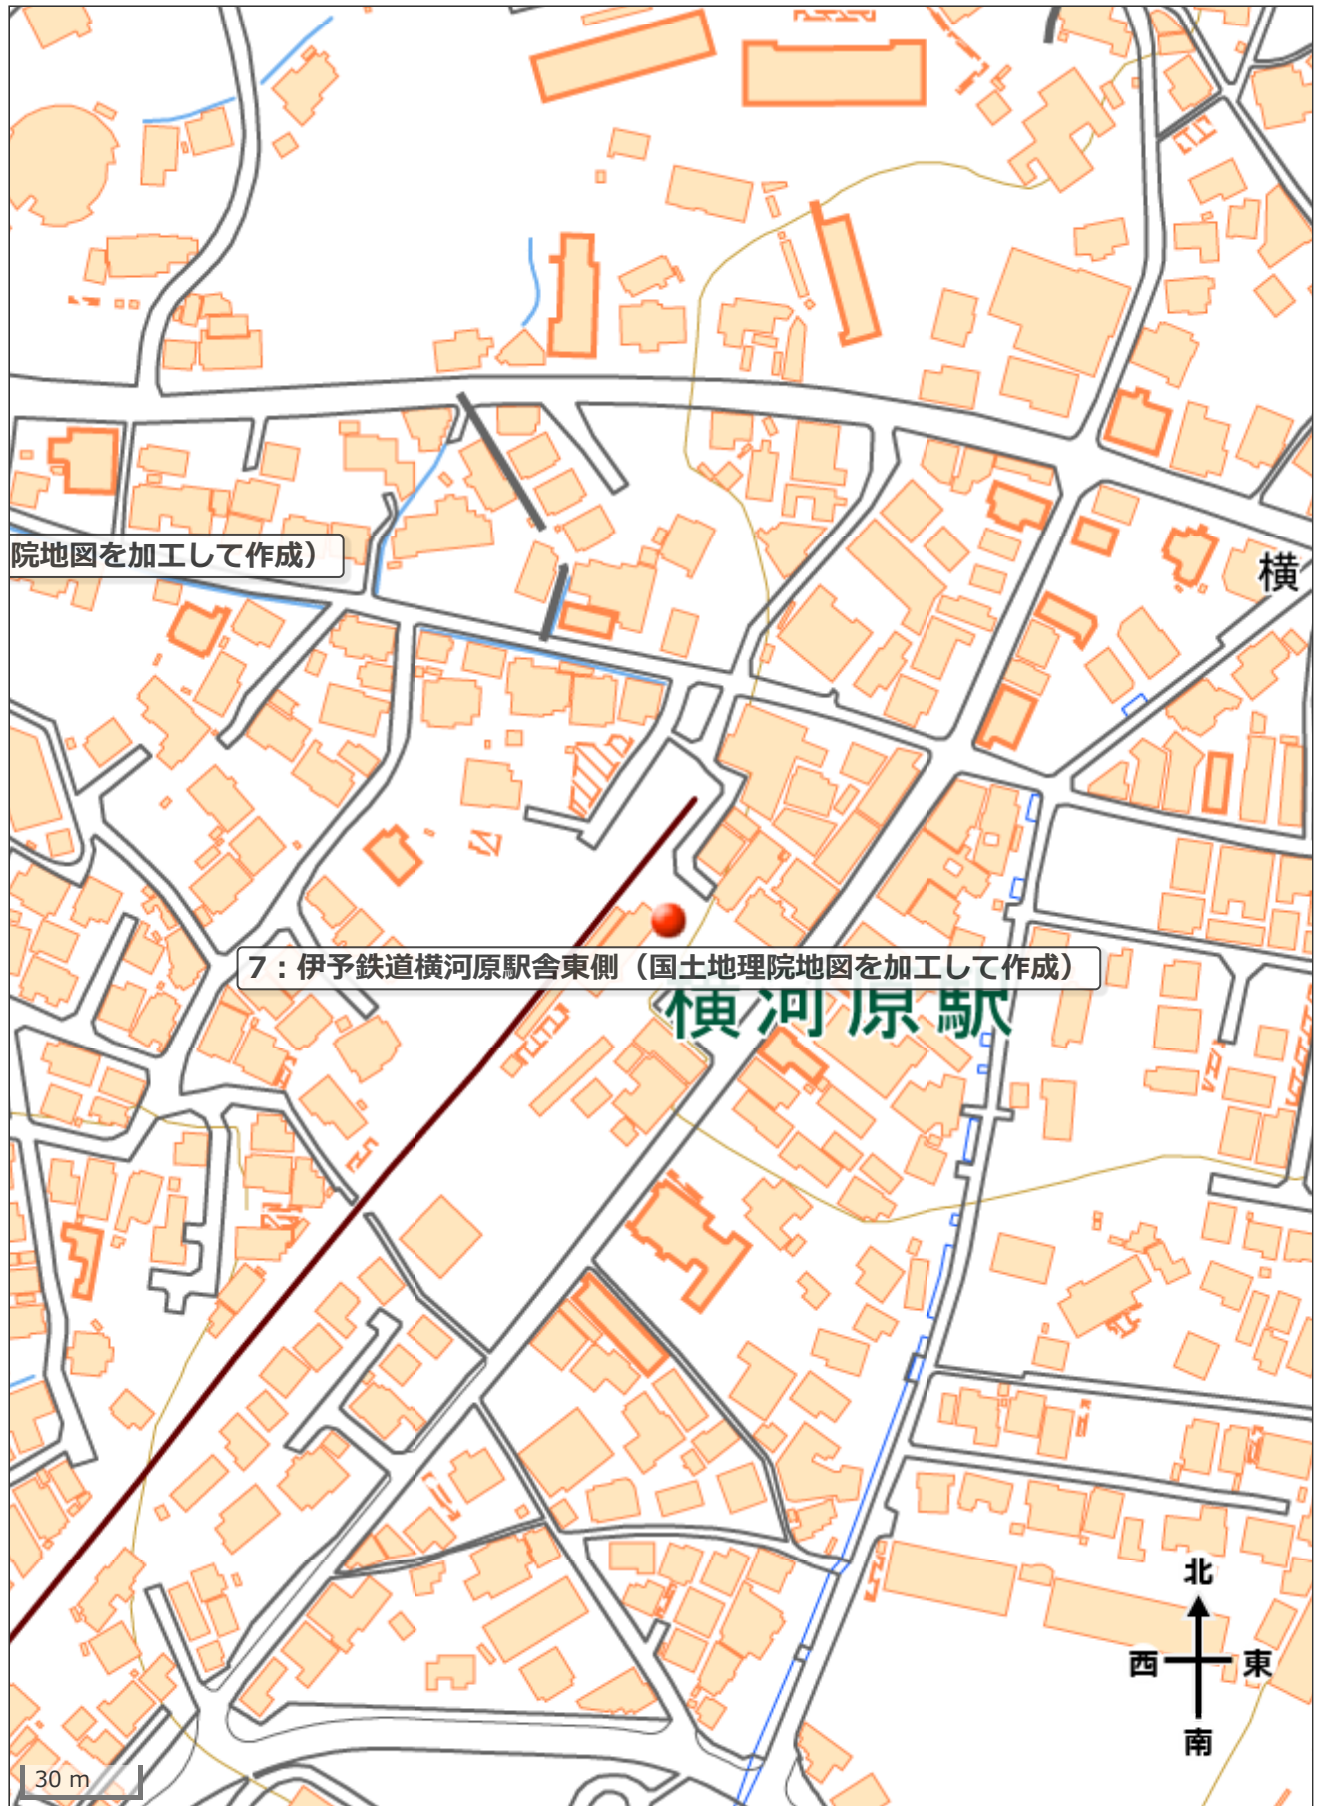 院地図を加工して作成）
横
7：伊予鉄道横河原駅舎東側（国土地理院地図を加工して作成）
横河原駅
北
西 東
南
30 m